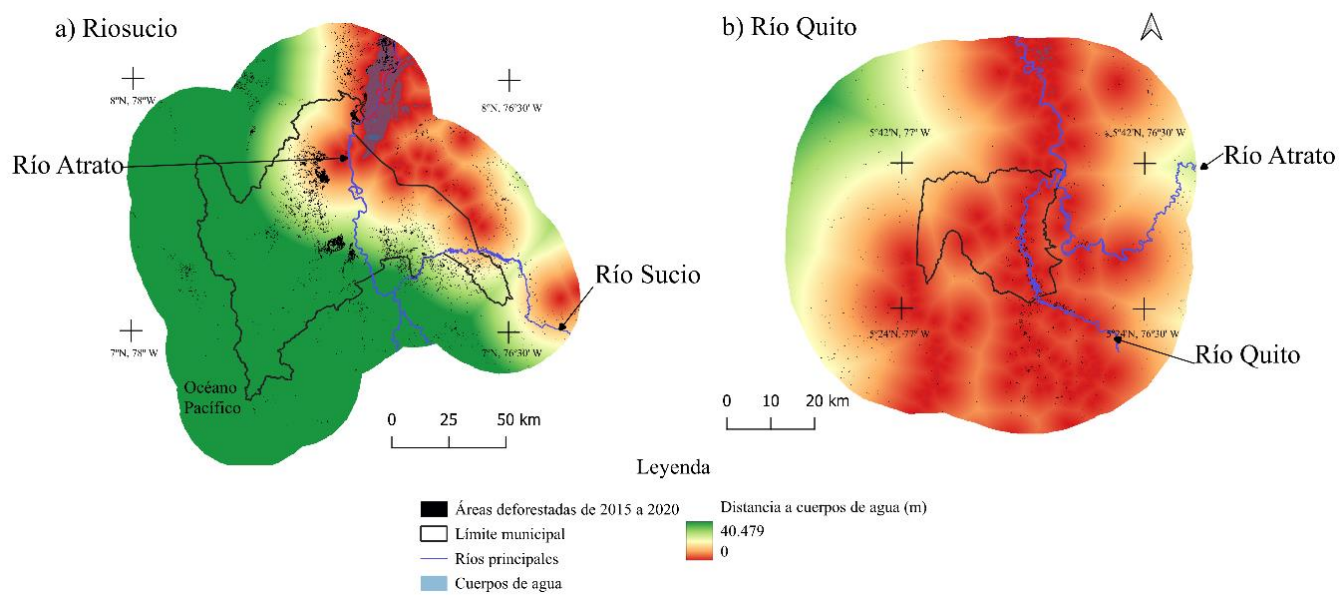 a) Riosucio
b) Río Quito
8°N, 78°W
8°N, 76°30' W
Río Atrato
5°42'N, 77° W
5°42'N, 76°30' W
Río Atrato
Río Sucio
7°N, 78° W
7°N, 76°30' W
5°24'N, 77° W
5°24'N, 76°30' W
Río Quito
Océano
Pacífico
0 25 50 km
0 10 20 km
Leyenda
Áreas deforestadas de 2015 a 2020
Límite municipal
Ríos principales
Cuerpos de agua
Distancia a cuerpos de agua (m)
40.479
0